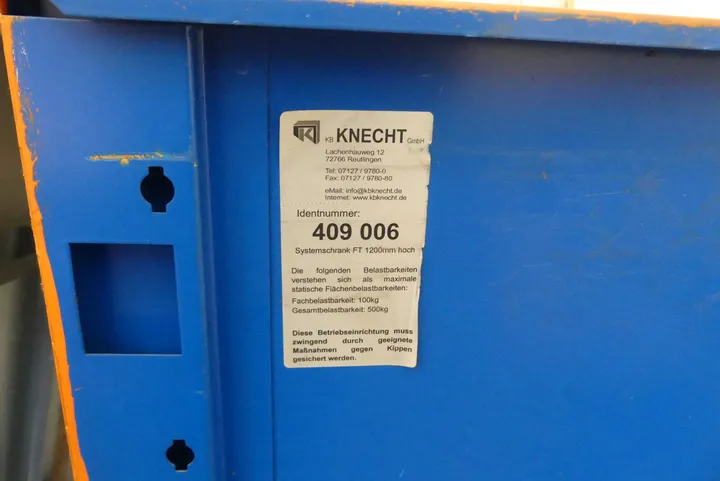 KB KNECHT GmbH
Lachenhauweg 12
72766 Reutlingen
Tel: 07127 / 9780-0
Fax: 07127 / 9780-80
eMail: info@kbknecht.de
Internet: www.kbknecht.de
Identnummer:
409 006
Systemschrank FT 1200mm hoch
Die folgenden Belastbarkeiten
verstehen sich als maximale
statische Flächenbelastbarkeiten:
Fachbelastbarkeit: 100kg
Gesamtbelastbarkeit: 500kg
Diese Betriebseinrichtung muss
zwingend durch geeignete
Maßnahmen gegen Kippen
gesichert werden.